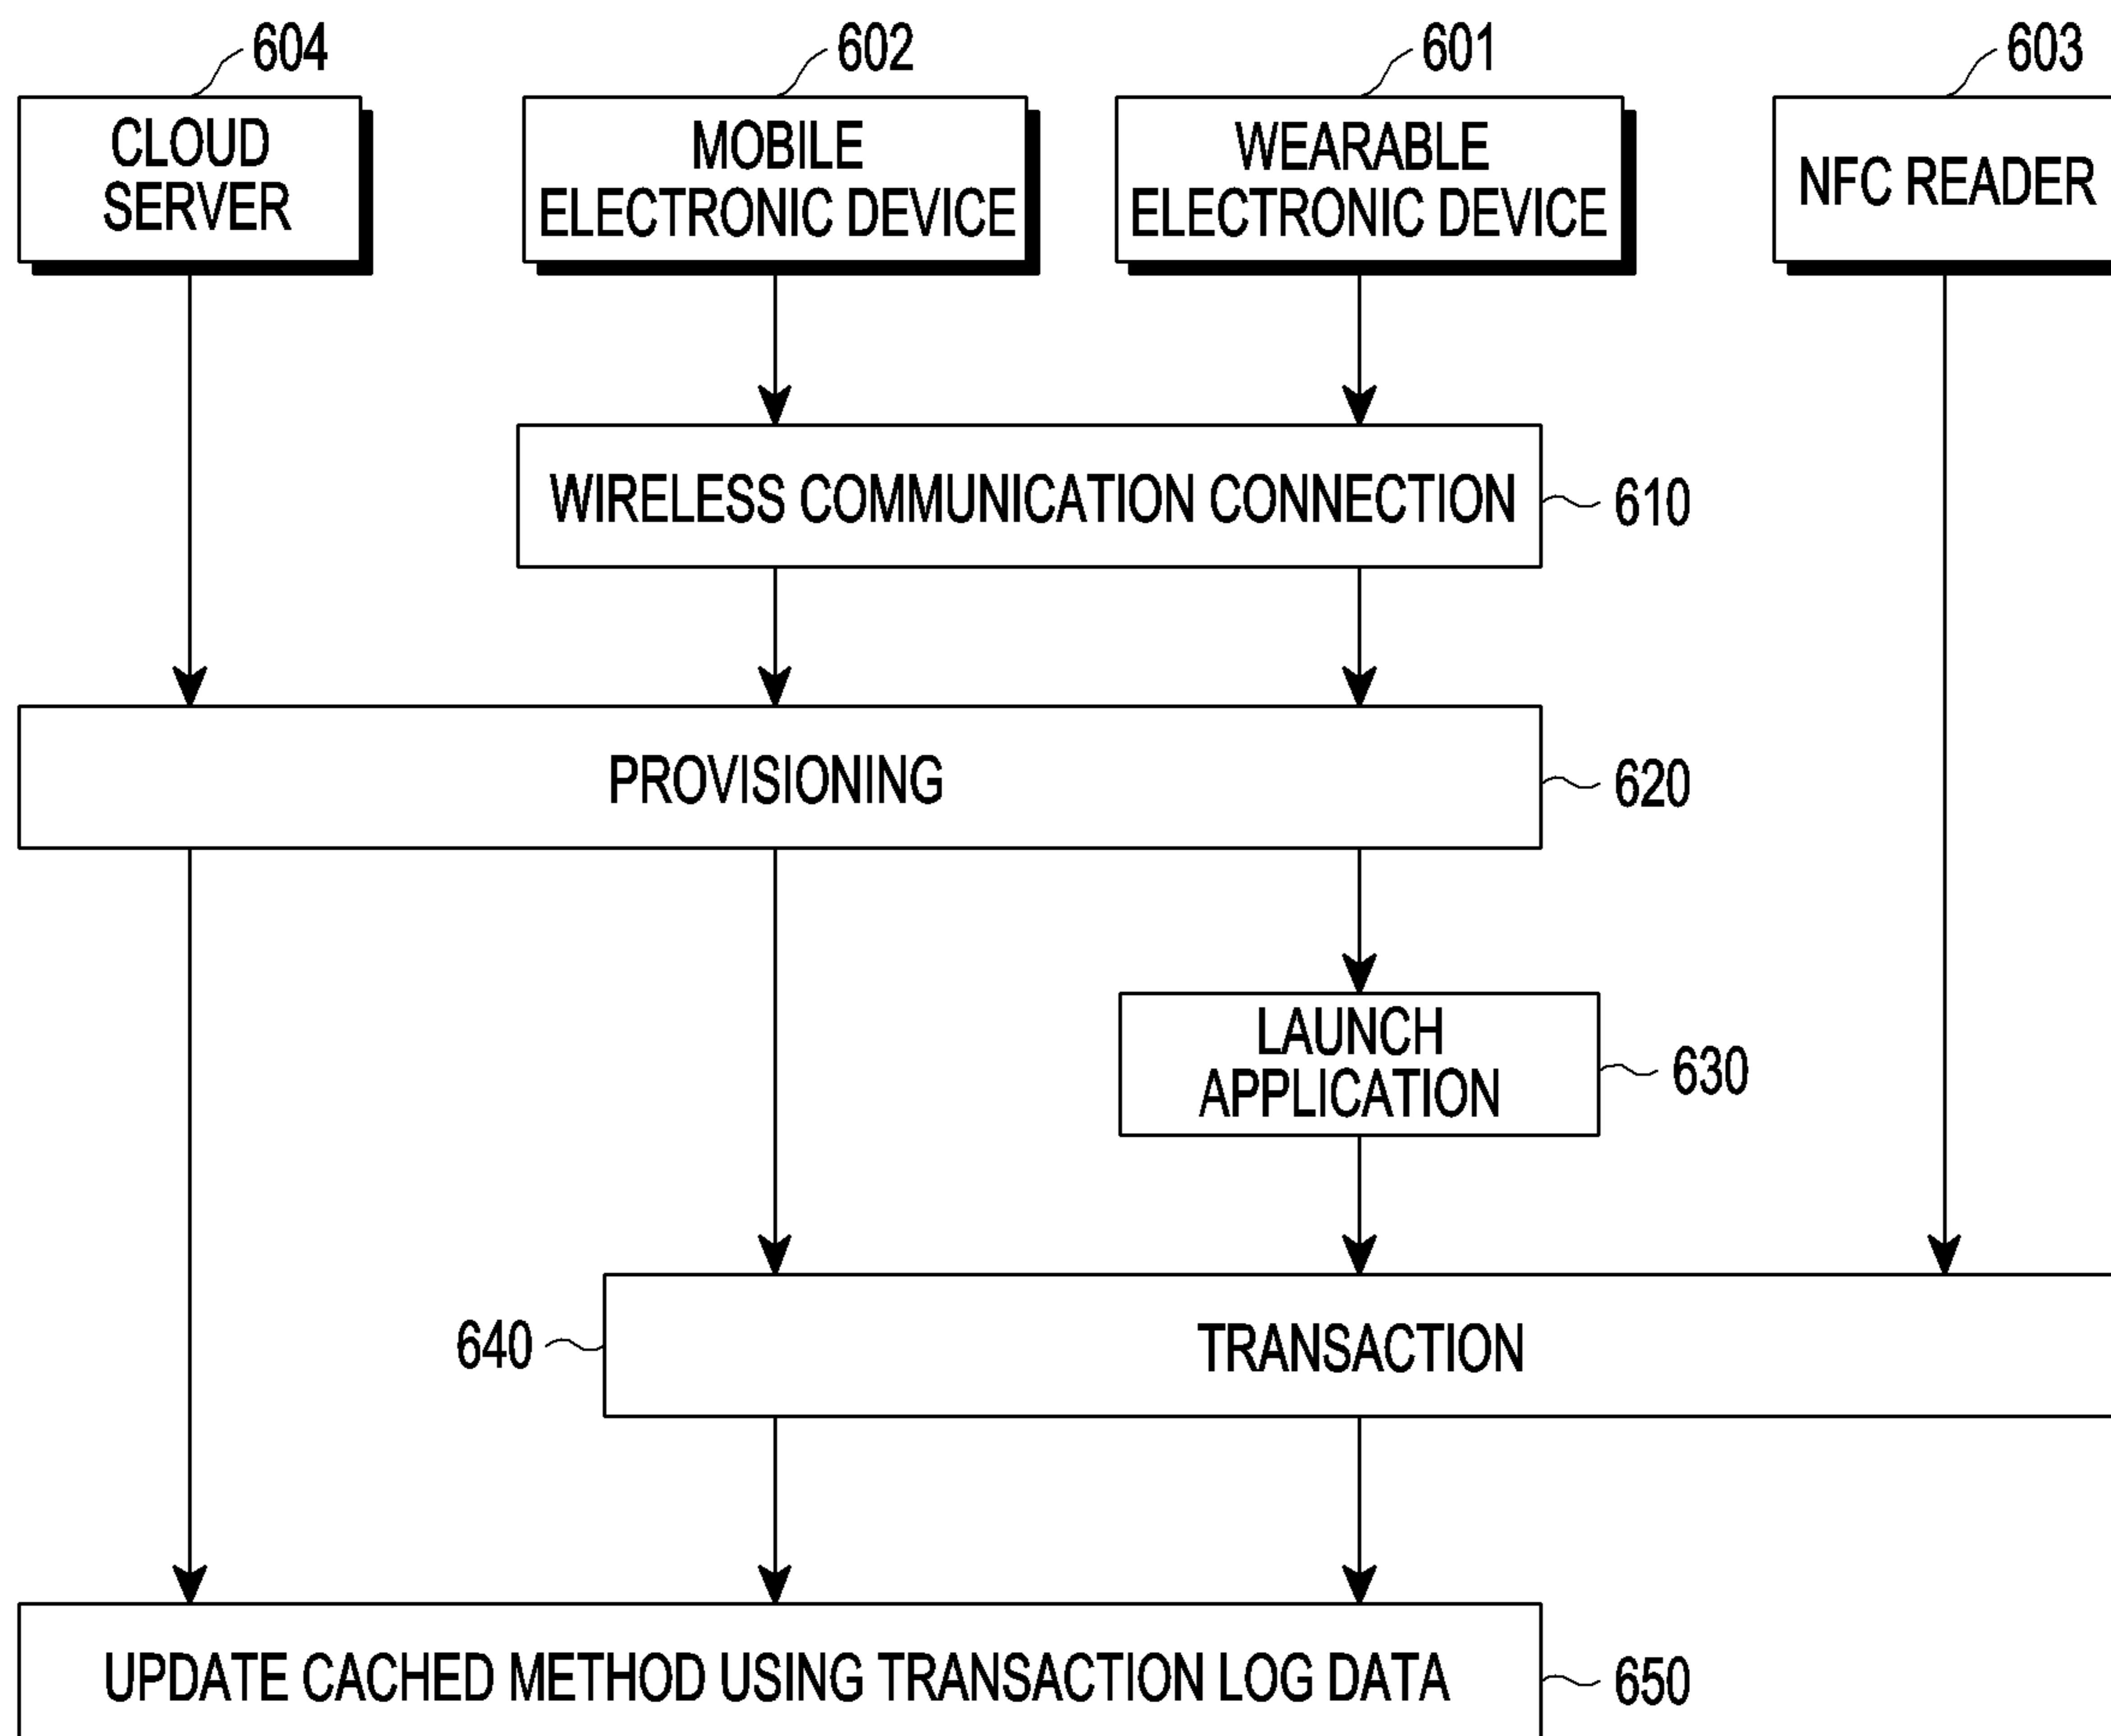 604
602
601
603
CLOUD
SERVER
MOBILE
ELECTRONIC DEVICE
WEARABLE
ELECTRONIC DEVICE
NFC READER
WIRELESS COMMUNICATION CONNECTION
610
PROVISIONING
620
LAUNCH
APPLICATION
630
640
TRANSACTION
UPDATE CACHED METHOD USING TRANSACTION LOG DATA
650